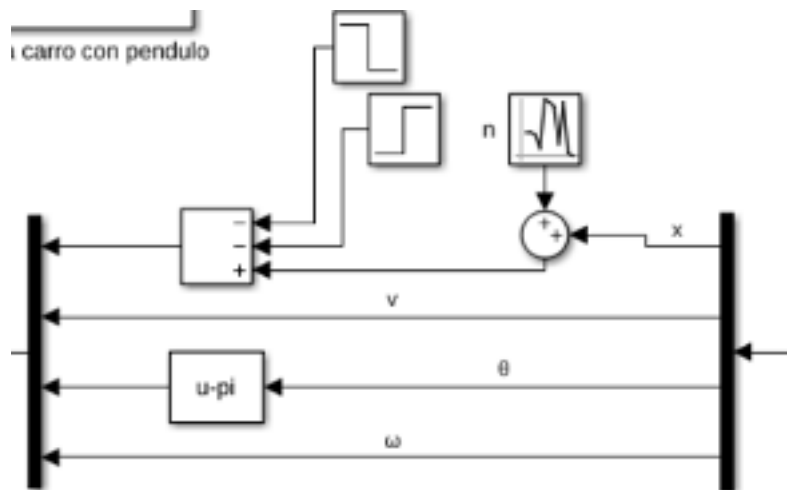 a carro con pendulo
n
+
+
x
−
−
+
v
u-pi
θ
ω